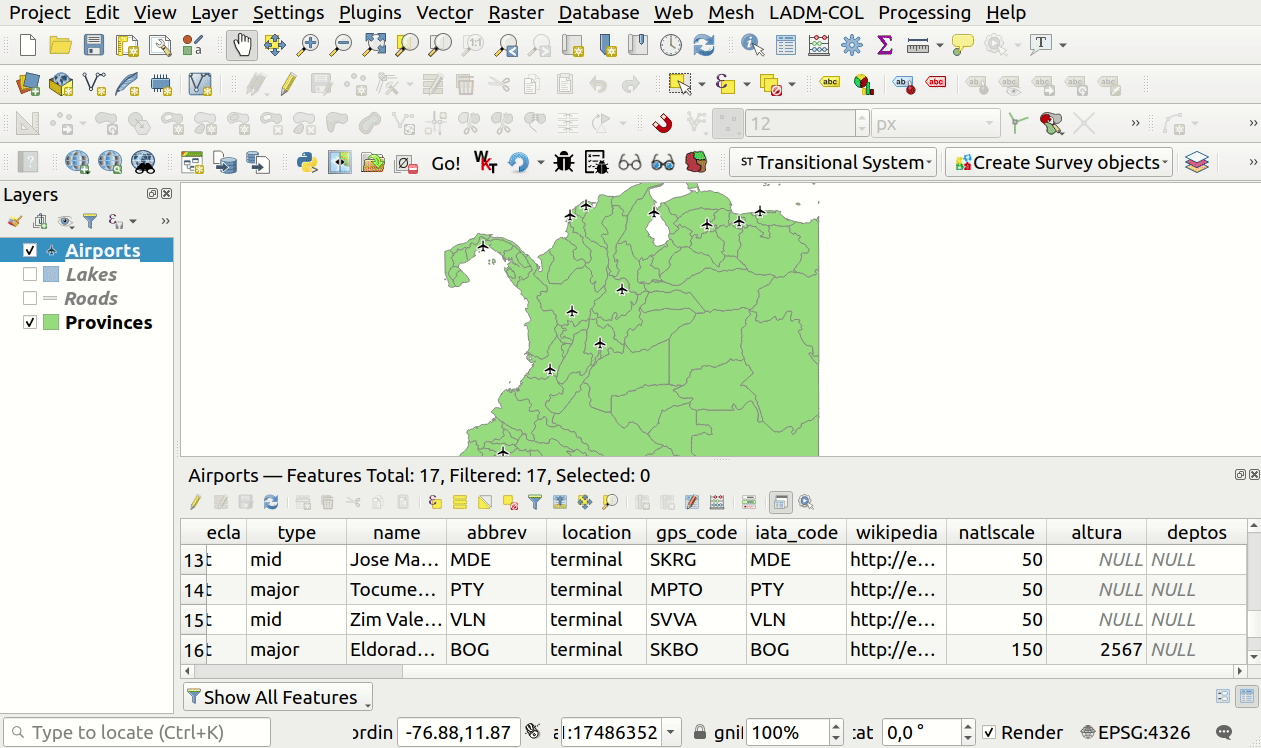 Project Edit View Layer Settings Plugins Vector Raster Database Web Mesh LADM-COL Processing Help
12 px
Go! ST Transitional System Create Survey objects
Layers
Airports
Lakes
Roads
Provinces
Airports — Features Total: 17, Filtered: 17, Selected: 0
ecla type name abbrev location gps_code iata_code wikipedia natlscale altura deptos
13 t mid Jose Ma... MDE terminal SKRG MDE http://e... 50 NULL NULL
14 t major Tocume... PTY terminal MPTO PTY http://e... 50 NULL NULL
15 t mid Zim Vale... VLN terminal SVVA VLN http://e... 50 NULL NULL
16 t major Eldorad... BOG terminal SKBO BOG http://e... 150 2567 NULL
Show All Features
Type to locate (Ctrl+K) ordin -76.88,11.87 1:17486352 gni 100% at 0,0 ° Render EPSG:4326